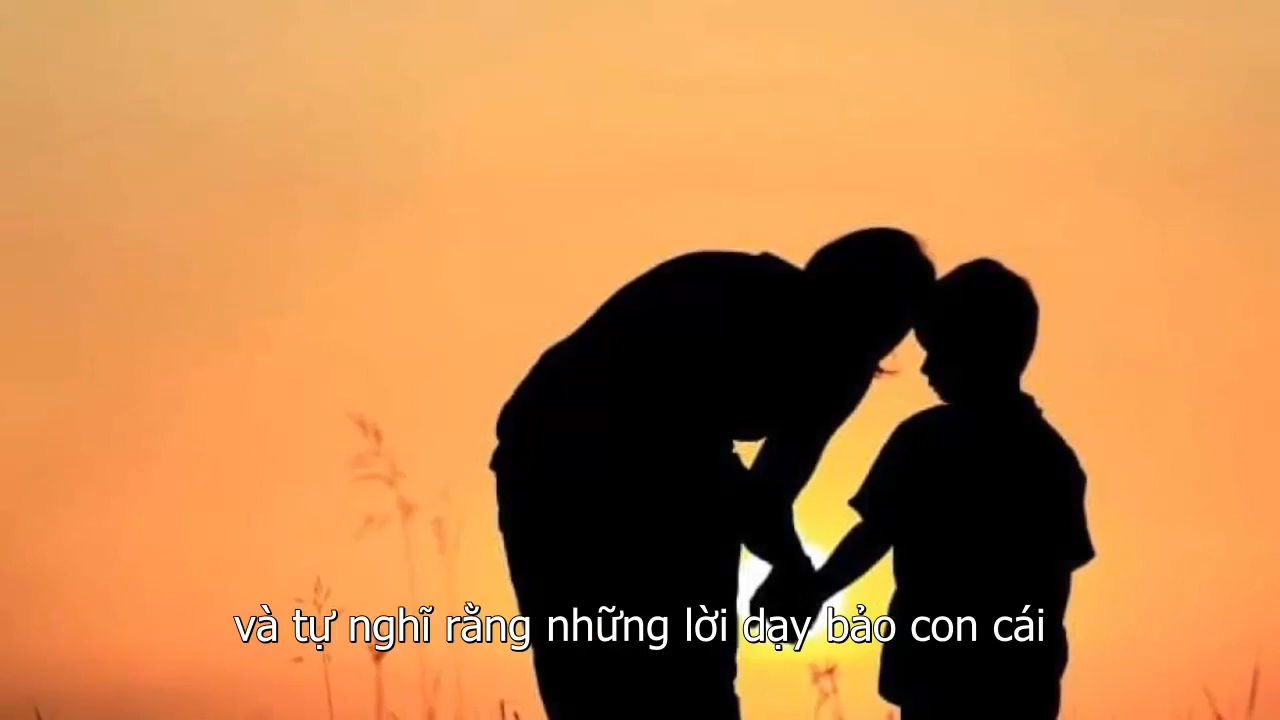 và tự nghĩ rằng những lời dạy bảo con cái